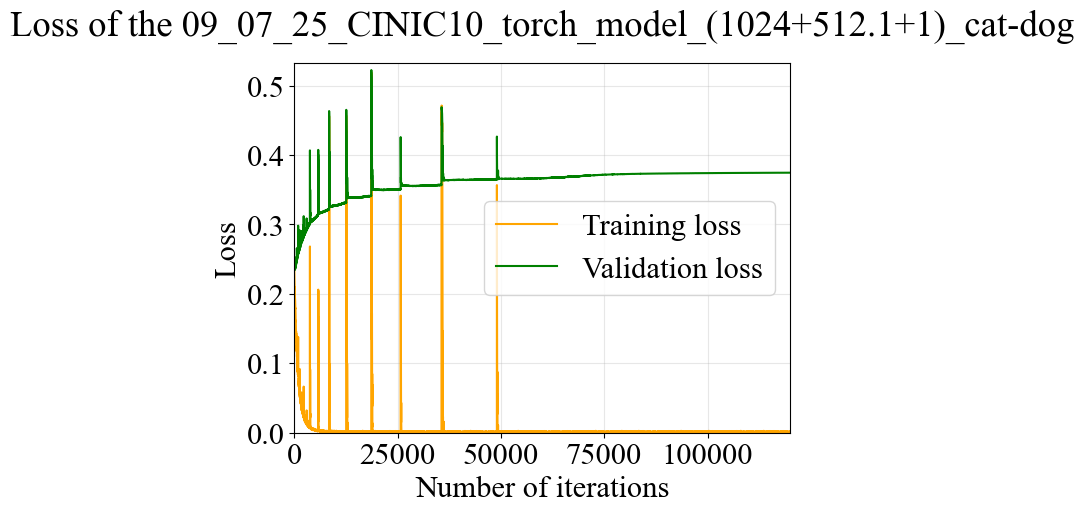 Loss of the 09_07_25_CINIC10_torch_model_(1024+512.1+1)_cat-dog
0.5
0.4
0.3
0.2
0.1
0.0
Loss
Training loss
Validation loss
0 25000 50000 75000 100000
Number of iterations